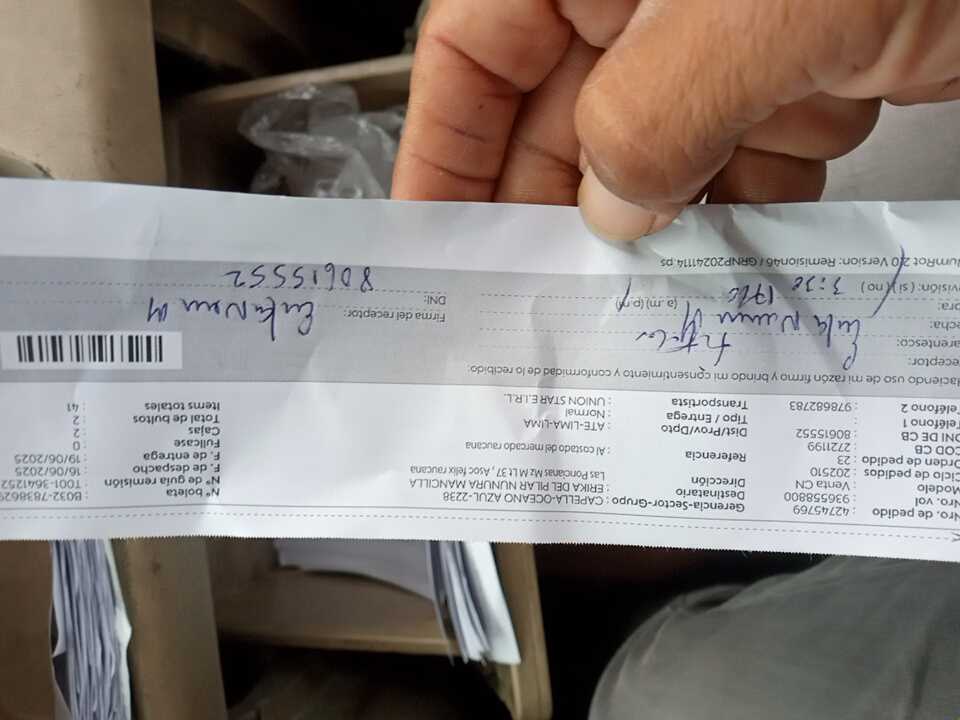 Nro. de pedido : 42745769
Nro. vol : 936558800
Modelo : Venta CN
Ciclo de pedidos : 202510
Orden de pedido : 23
COD CB : 2721199
DNI DE CB : 80615552
Teléfono 1 :
Teléfono 2 : 978682783
Gerencia-Sector-Grupo : CAPELLA-OCEANO AZUL-2238
Destinatario : ERIKA DEL PILAR NUNURA MANCILLA
Dirección Las Poncianas Mz M Lt 37, Asoc felix raucana
Referencia Al costado del mercado raucana
Dist/Prov/Dpto : ATE-LIMA-LIMA
Tipo / Entrega : Normal
Transportista : UNION STAR E.I.R.L.
N° boleta : B032-7838629
N° de guía remisión : T001-3641252
F. de despacho : 16/06/2025
F. de entrega : 19/06/2025
Fullcase : 0
Cajas : 2
Total de bultos : 2
Items totales : 41
Haciendo uso de mi razón firmo y brindo mi consentimiento y conformidad de lo recibido:
receptor:
arentesco:
echa:
ora: 3:30 (a.m) (p.m)
visión: (si) (no)
Firma del receptor:
DNI: 80615552
NumRot 2.0 Version: Remision46 / GRNP20241114.ps